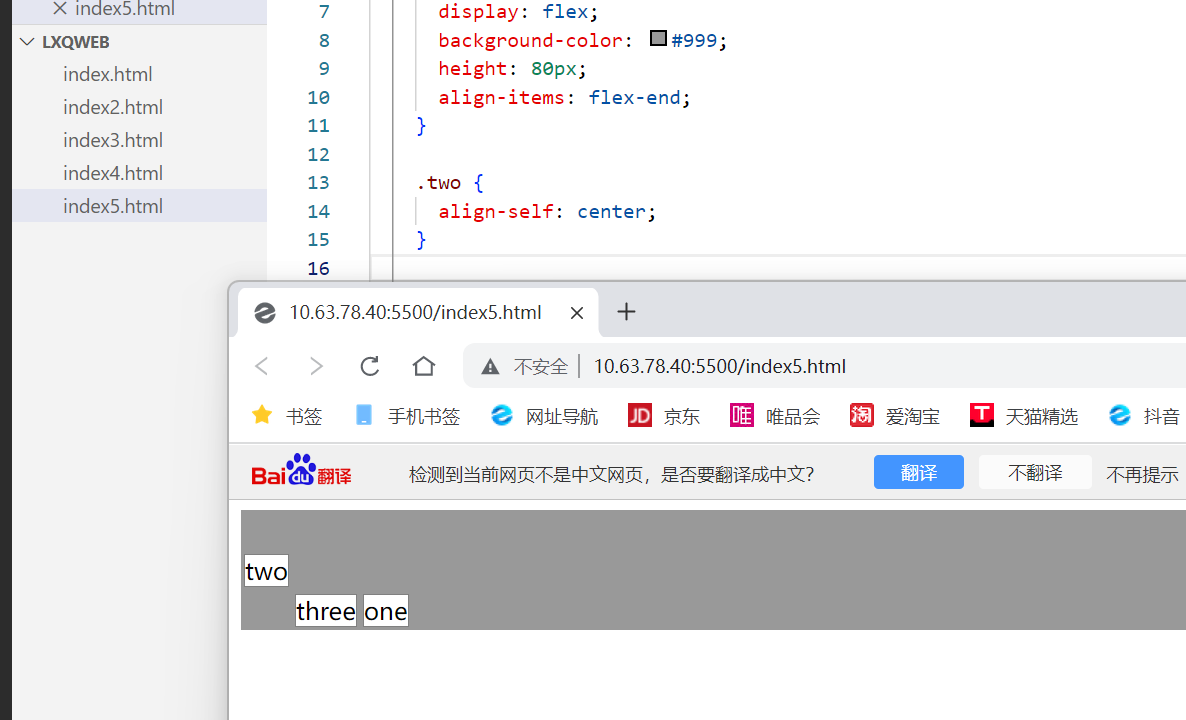 index5.html
LXQWEB
index.html
index2.html
index3.html
index4.html
index5.html
7 display: flex;
8 background-color: #999;
9 height: 80px;
10 align-items: flex-end;
11 }
12
13 .two {
14 align-self: center;
15 }
16
10.63.78.40:5500/index5.html
不安全 10.63.78.40:5500/index5.html
书签 手机书签 网址导航 JD 京东 唯 唯品会 淘 爱淘宝 T 天猫精选 抖音
Baidu翻译 检测到当前网页不是中文网页，是否要翻译成中文? 翻译 不翻译 不再提示
two
three one